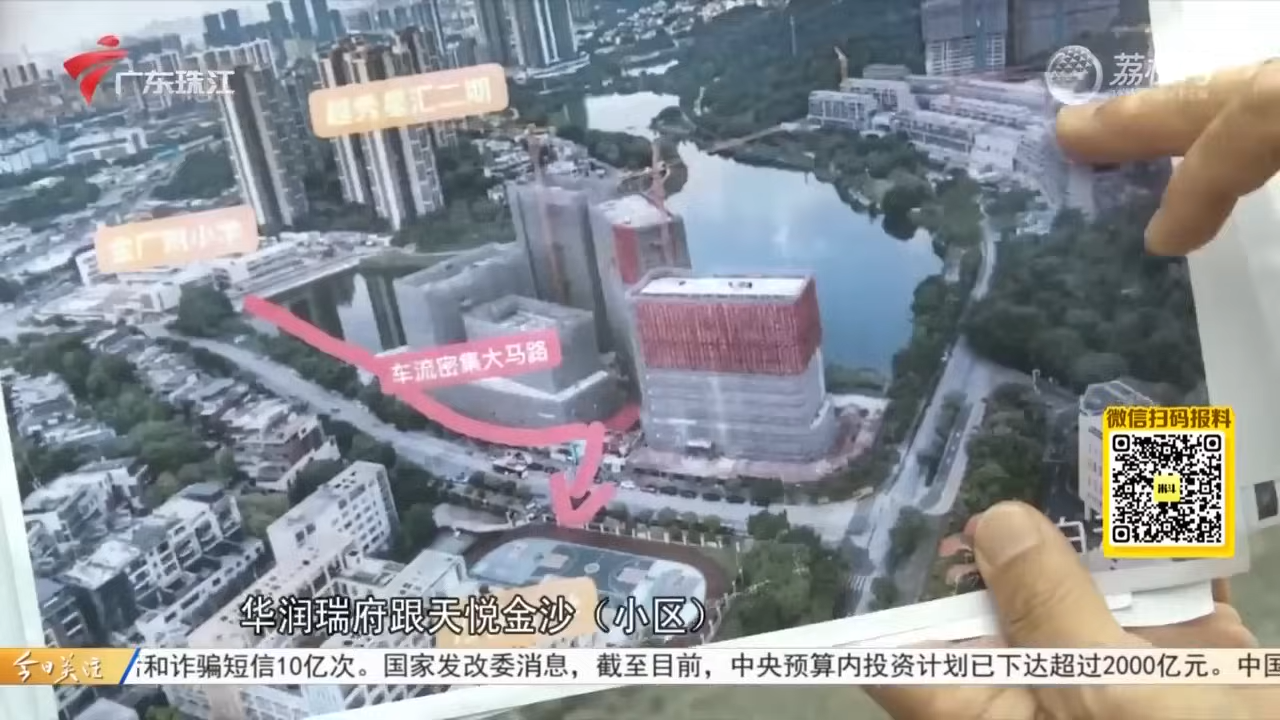 广东珠江
荔枝
越秀星汇二期
金广州小学
车流密集大马路
微信扫码报料
华润瑞府跟天悦金沙（小区）
今日关注
和诈骗短信10亿次。国家发改委消息，截至目前，中央预算内投资计划已下达超过2000亿元。中国